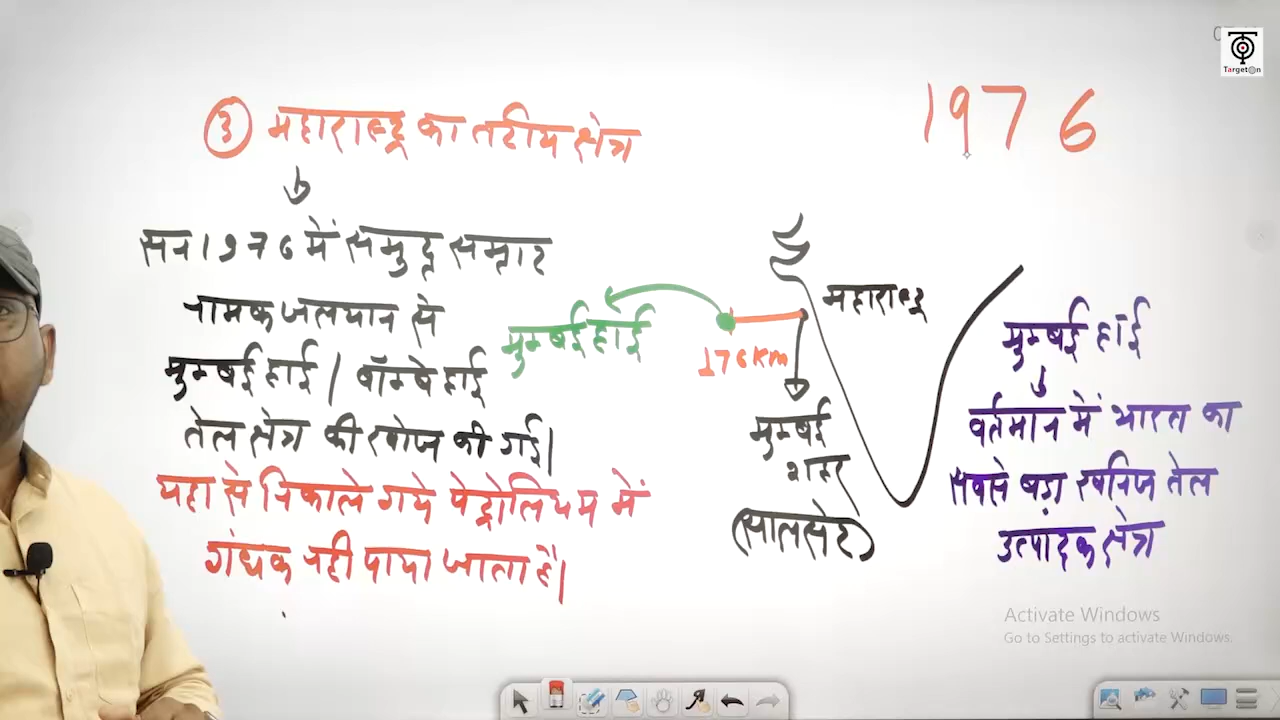 ③ महाराष्ट्र का तटीय क्षेत्र
सन 1976 में समुद्र सम्राट
नामक जलयान से
मुम्बई हाई / बॉम्बे हाई
तेल क्षेत्र की खोज की गई।
यहा से निकाले गये पेट्रोलियम में
गंधक नही पाया जाता है।
1976
महाराष्ट्र
मुम्बई हाई
176 km
मुम्बई
शहर
(सालसेट)
मुम्बई हाई
वर्तमान में भारत का
सबसे बड़ा खनिज तेल
उत्पादक क्षेत्र
TargetOn
Activate Windows
Go to Settings to activate Windows.